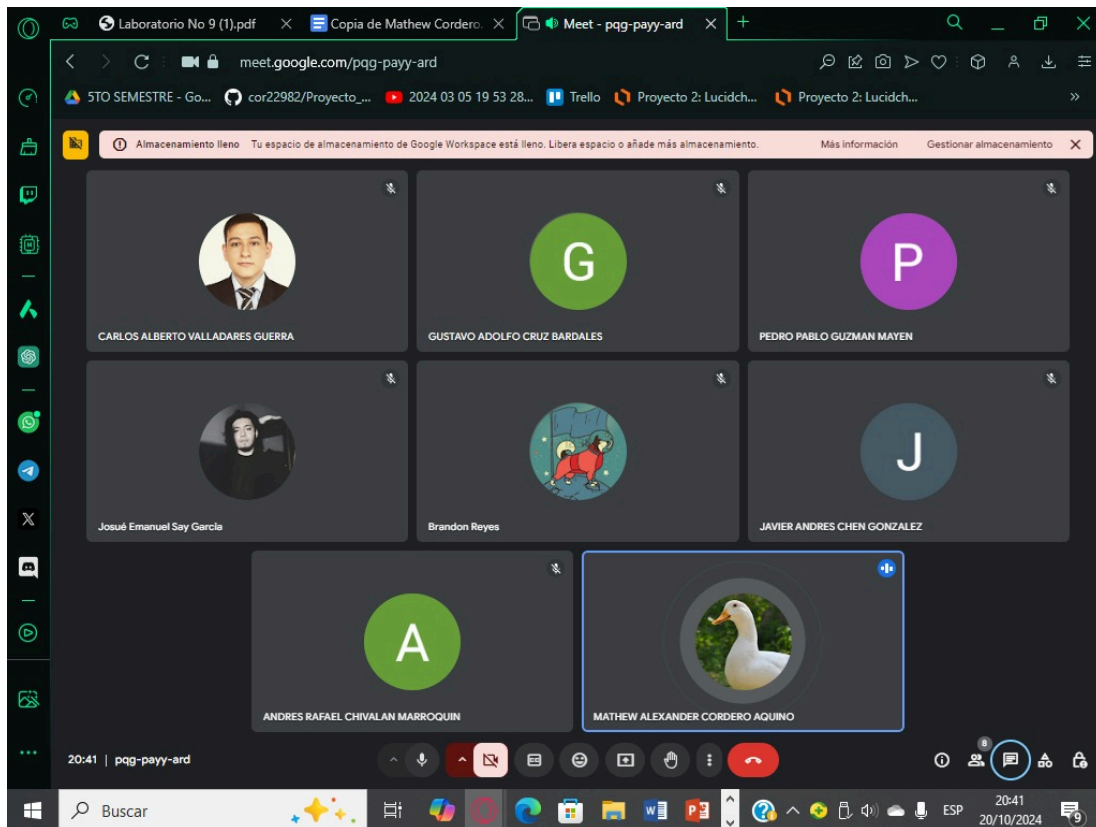 Laboratorio No 9 (1).pdf
Copia de Mathew Cordero.
Meet - pqg-payy-ard
meet.google.com/pqg-payy-ard
5TO SEMESTRE - Go...
cor22982/Proyecto_...
2024 03 05 19 53 28...
Trello
Proyecto 2: Lucidch...
Proyecto 2: Lucidch...
Almacenamiento lleno Tu espacio de almacenamiento de Google Workspace está lleno. Libera espacio o añade más almacenamiento. Más información Gestionar almacenamiento
G
P
CARLOS ALBERTO VALLADARES GUERRA
GUSTAVO ADOLFO CRUZ BARDALES
PEDRO PABLO GUZMAN MAYEN
J
Josué Emanuel Say García
Brandon Reyes
JAVIER ANDRES CHEN GONZALEZ
A
ANDRES RAFAEL CHIVALAN MARROQUIN
MATHEW ALEXANDER CORDERO AQUINO
20:41 | pqg-payy-ard
8
Buscar
ESP
20:41
20/10/2024
9